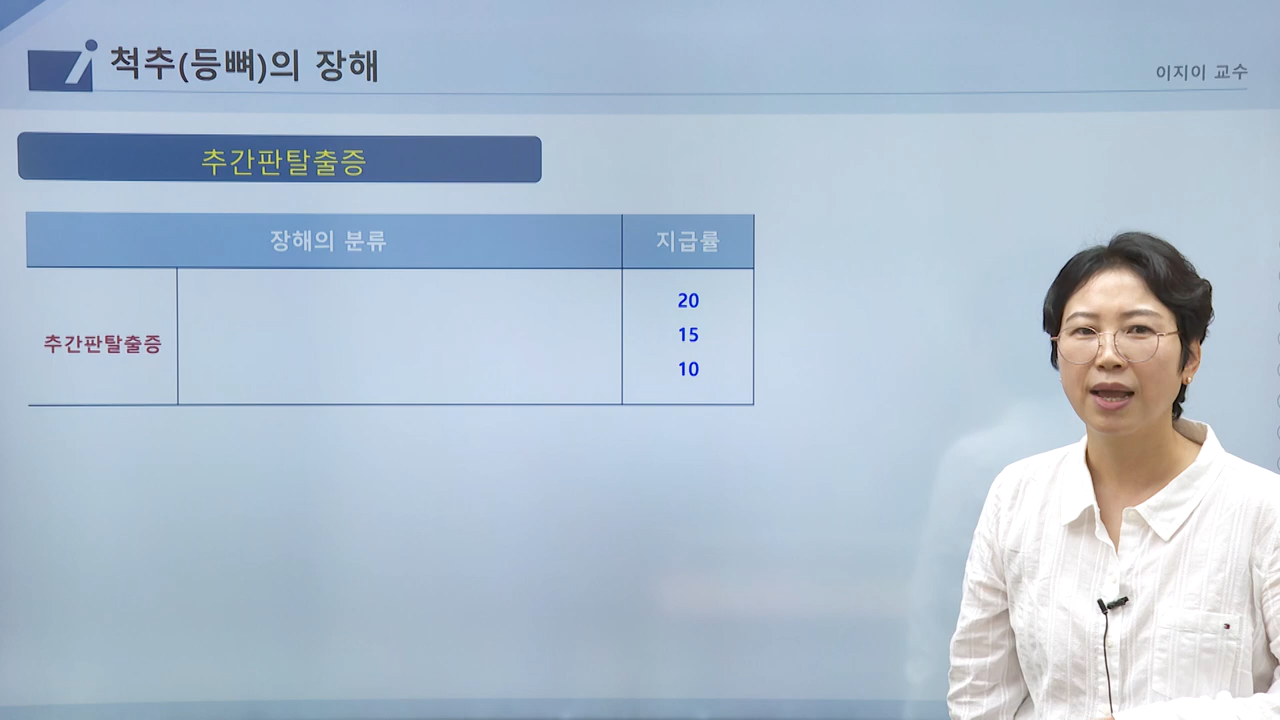 척추(등뼈)의 장해
이지이 교수
추간판탈출증
장해의 분류
지급률
추간판탈출증
20
15
10